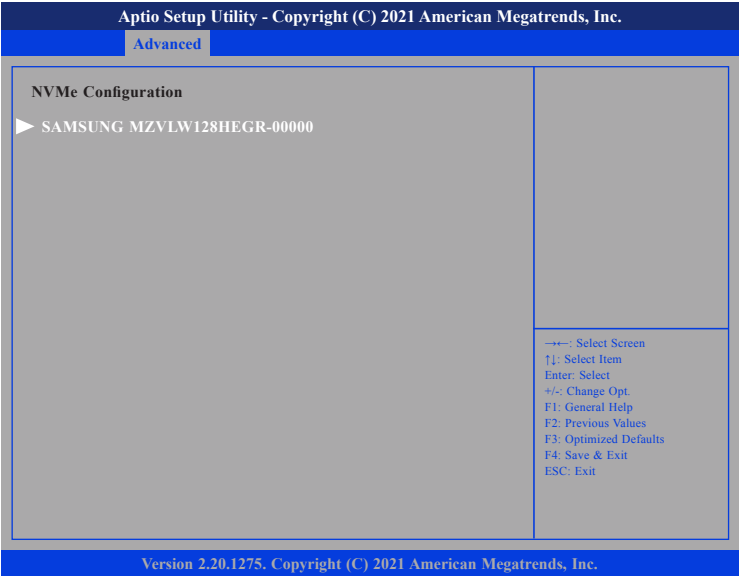 Aptio Setup Utility - Copyright (C) 2021 American Megatrends, Inc.
Advanced
NVMe Configuration
SAMSUNG MZVLW128HEGR-00000
→←: Select Screen
↑↓: Select Item
Enter: Select
+/-: Change Opt.
F1: General Help
F2: Previous Values
F3: Optimized Defaults
F4: Save & Exit
ESC: Exit
Version 2.20.1275. Copyright (C) 2021 American Megatrends, Inc.